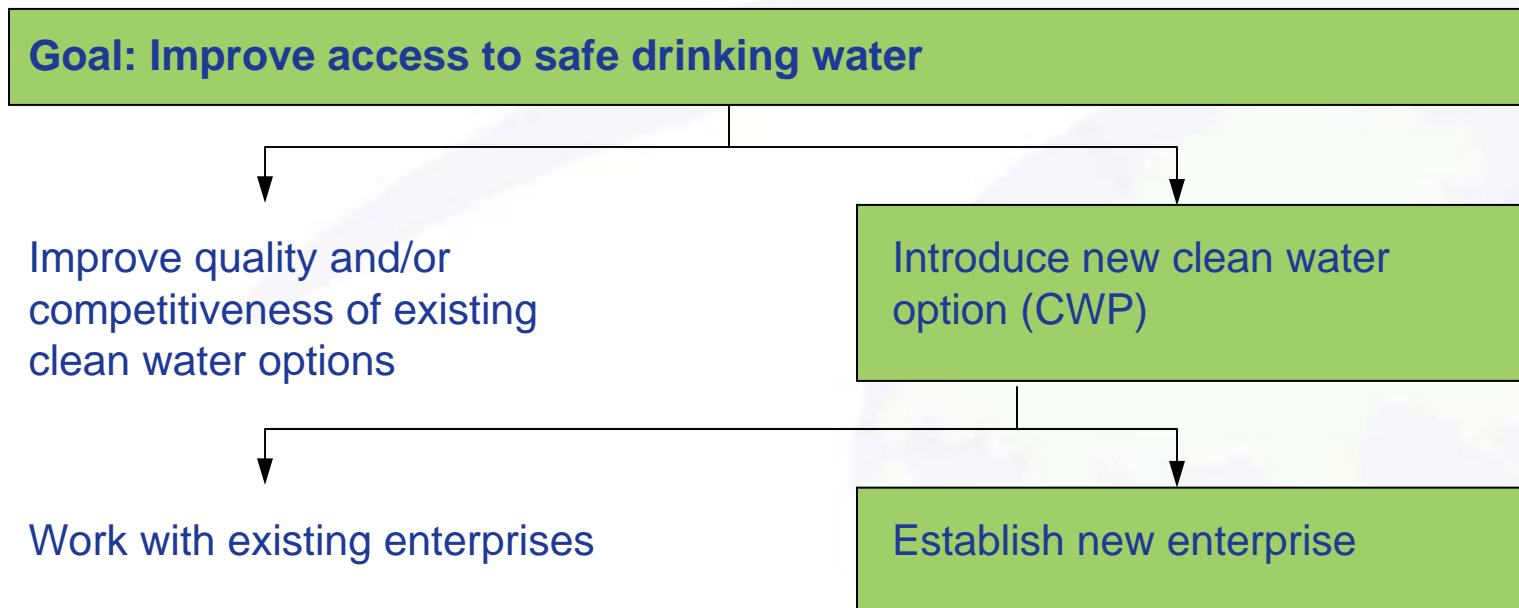 Goal: Improve access to safe drinking water
Improve quality and/or
competitiveness of existing
clean water options
Introduce new clean water
option (CWP)
Work with existing enterprises
Establish new enterprise